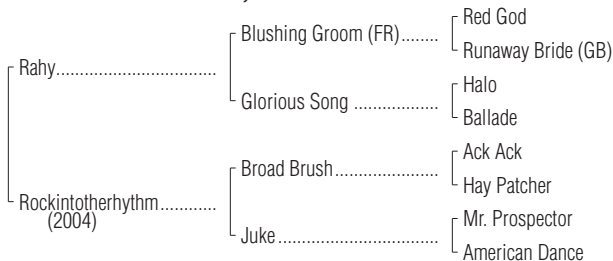 Red God
Blushing Groom (FR)........
Runaway Bride (GB)
Rahy.................................
Halo
Glorious Song .................
Ballade
Ack Ack
Broad Brush.....................
Hay Patcher
Rockintotherhythm............
(2004)
Mr. Prospector
Juke.................................
American Dance